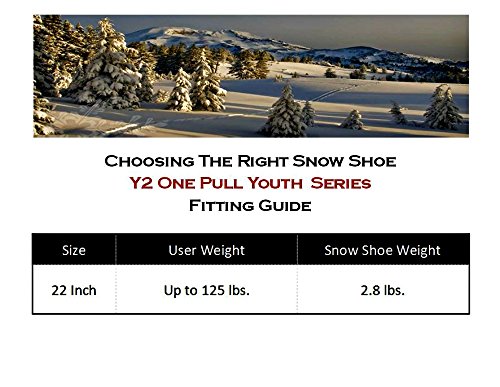 Choosing The Right Snow Shoe
Y2 One Pull Youth Series
Fitting Guide
Size User Weight Snow Shoe Weight
22 Inch Up to 125 lbs. 2.8 lbs.